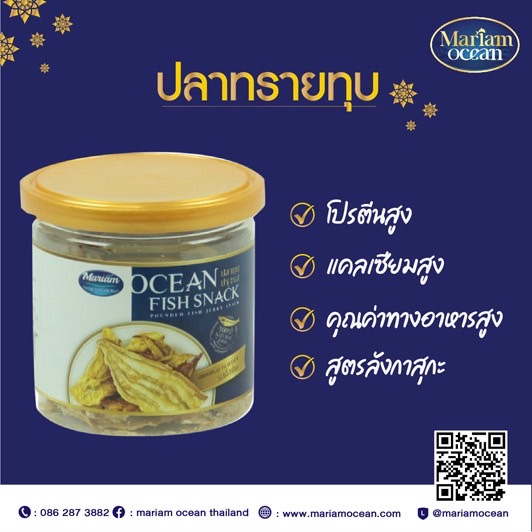 Mariam
ocean
ปลาทรายทุบ
โปรตีนสูง
แคลเซียมสูง
คุณค่าทางอาหารสูง
สูตรลังกาสุกะ
Mariam
OCEAN
FISH SNACK
POUNDED FISH JERKY SNACK
: 086 287 3882 : mariam ocean thailand : www.mariamocean.com : @mariamocean